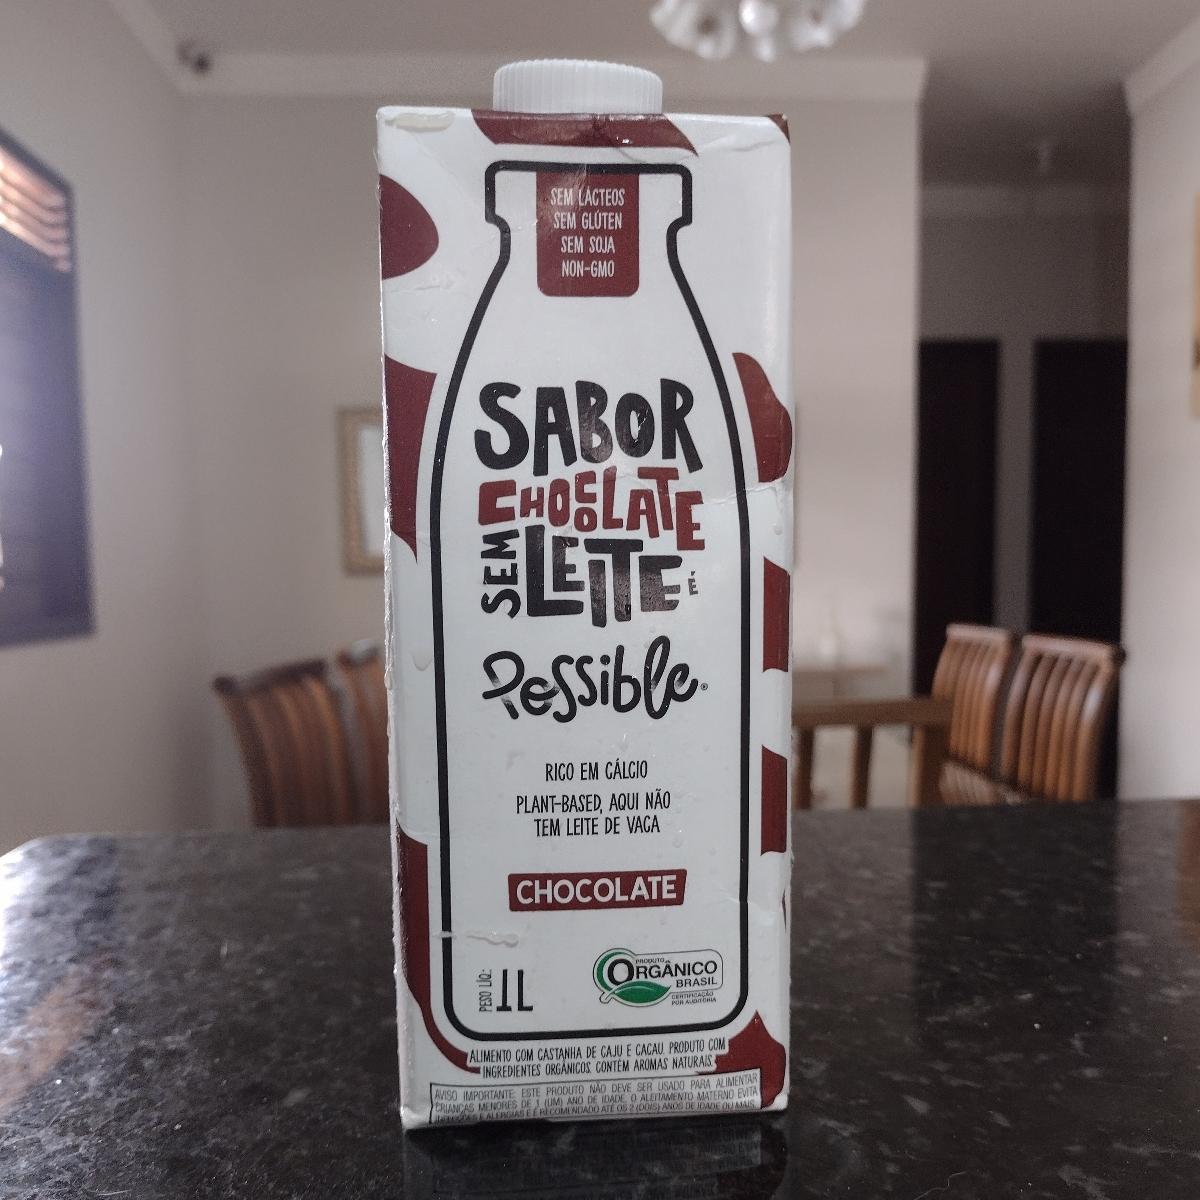 SEM LÁCTEOS
SEM GLÚTEN
SEM SOJA
NON-GMO
SABOR
CHOCOLATE
SEM LEITE É
Possible®
RICO EM CÁLCIO
PLANT-BASED, AQUI NÃO
TEM LEITE DE VACA
CHOCOLATE
PESO LÍQ: 1L
PRODUTO
ORGÂNICO
BRASIL
CERTIFICAÇÃO
POR AUDITORIA
ALIMENTO COM CASTANHA DE CAJU E CACAU. PRODUTO COM
INGREDIENTES ORGÂNICOS. CONTÉM AROMAS NATURAIS.
AVISO IMPORTANTE: ESTE PRODUTO NÃO DEVE SER USADO PARA ALIMENTAR
CRIANÇAS MENORES DE 1 (UM) ANO DE IDADE. O ALEITAMENTO MATERNO EVITA
INFECÇÕES E ALERGIAS E É RECOMENDADO ATÉ OS 2 (DOIS) ANOS DE IDADE OU MAIS.